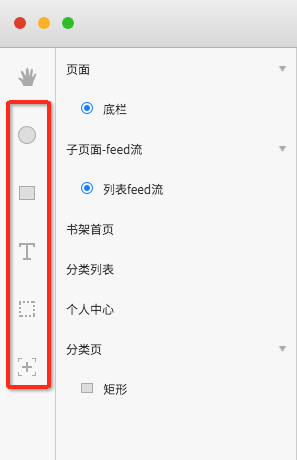 页面
底栏
子页面-feed流
列表feed流
书架首页
分类列表
个人中心
分类页
矩形